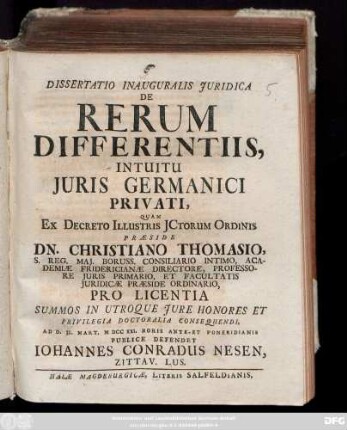 5.
DISSERTATIO INAUGURALIS JURIDICA
DE
RERUM
DIFFERENTIIS,
INTUITU
JURIS GERMANICI
PRIVATI,
QUAM
EX DECRETO ILLUSTRIS JCTORUM ORDINIS
PRÆSIDE
DN. CHRISTIANO THOMASIO,
S. REG. MAJ. BORUSS. CONSILIARIO INTIMO, ACA-
DEMIÆ FRIDERICIANÆ DIRECTORE, PROFESSO-
RE JURIS PRIMARIO, ET FACULTATIS
JURIDICÆ PRÆSIDE ORDINARIO,
PRO LICENTIA
SUMMOS IN UTROQUE JURE HONORES ET
PRIVILEGIA DOCTORALIA CONSEQUENDI,
AD D. MART. M DCC XXI. HORIS ANTE-ET POMERIDIANIS
PUBLICE DEFENDET
IOHANNES CONRADUS NESEN,
ZITTAV. LUS.
HALÆ MAGDEBURGICÆ, LITERIS SALFELDIANIS.